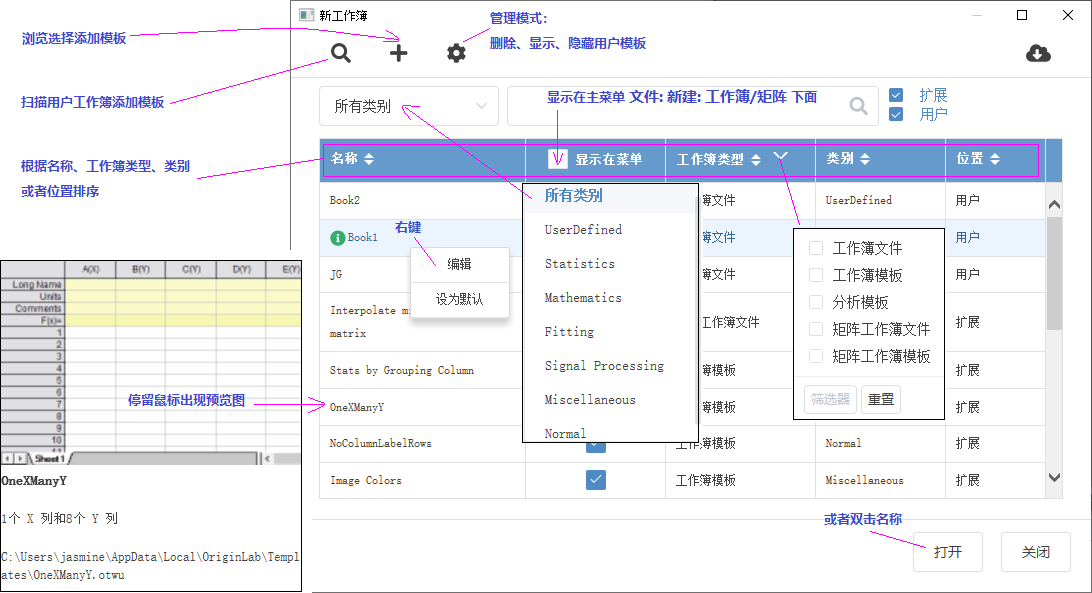 新工作簿
管理模式:
浏览选择添加模板
删除、显示、隐藏用户模板
扫描用户工作簿添加模板
所有类别
显示在主菜单 文件: 新建: 工作簿/矩阵 下面
扩展
用户
根据名称、工作簿类型、类别
或者位置排序
名称
显示在菜单
工作簿类型
类别
位置
Book2
簿文件
UserDefined
用户
Book1
簿文件
用户
JG
簿文件
用户
Interpolate m
matrix
工作簿文件
扩展
Stats by Grouping Column
簿模板
扩展
OneXManyY
簿模板
扩展
NoColumnLabelRows
工作簿模板
Normal
扩展
Image Colors
工作簿模板
Miscellaneous
扩展
所有类别
UserDefined
Statistics
Mathematics
Fitting
Signal Processing
Miscellaneous
Normal
右键
编辑
设为默认
工作簿文件
工作簿模板
分析模板
矩阵工作簿文件
矩阵工作簿模板
筛选器
重置
A(X)
B(Y)
C(Y)
D(Y)
E(Y)
Long Name
Units
Comments
F(x)=
1
2
3
4
5
6
7
8
9
10
11
Sheet1
停留鼠标出现预览图
OneXManyY
1个 X 列和8个 Y 列
C:\Users\jasmine\AppData\Local\OriginLab\Templ
ates\OneXManyY.otwu
或者双击名称
打开
关闭